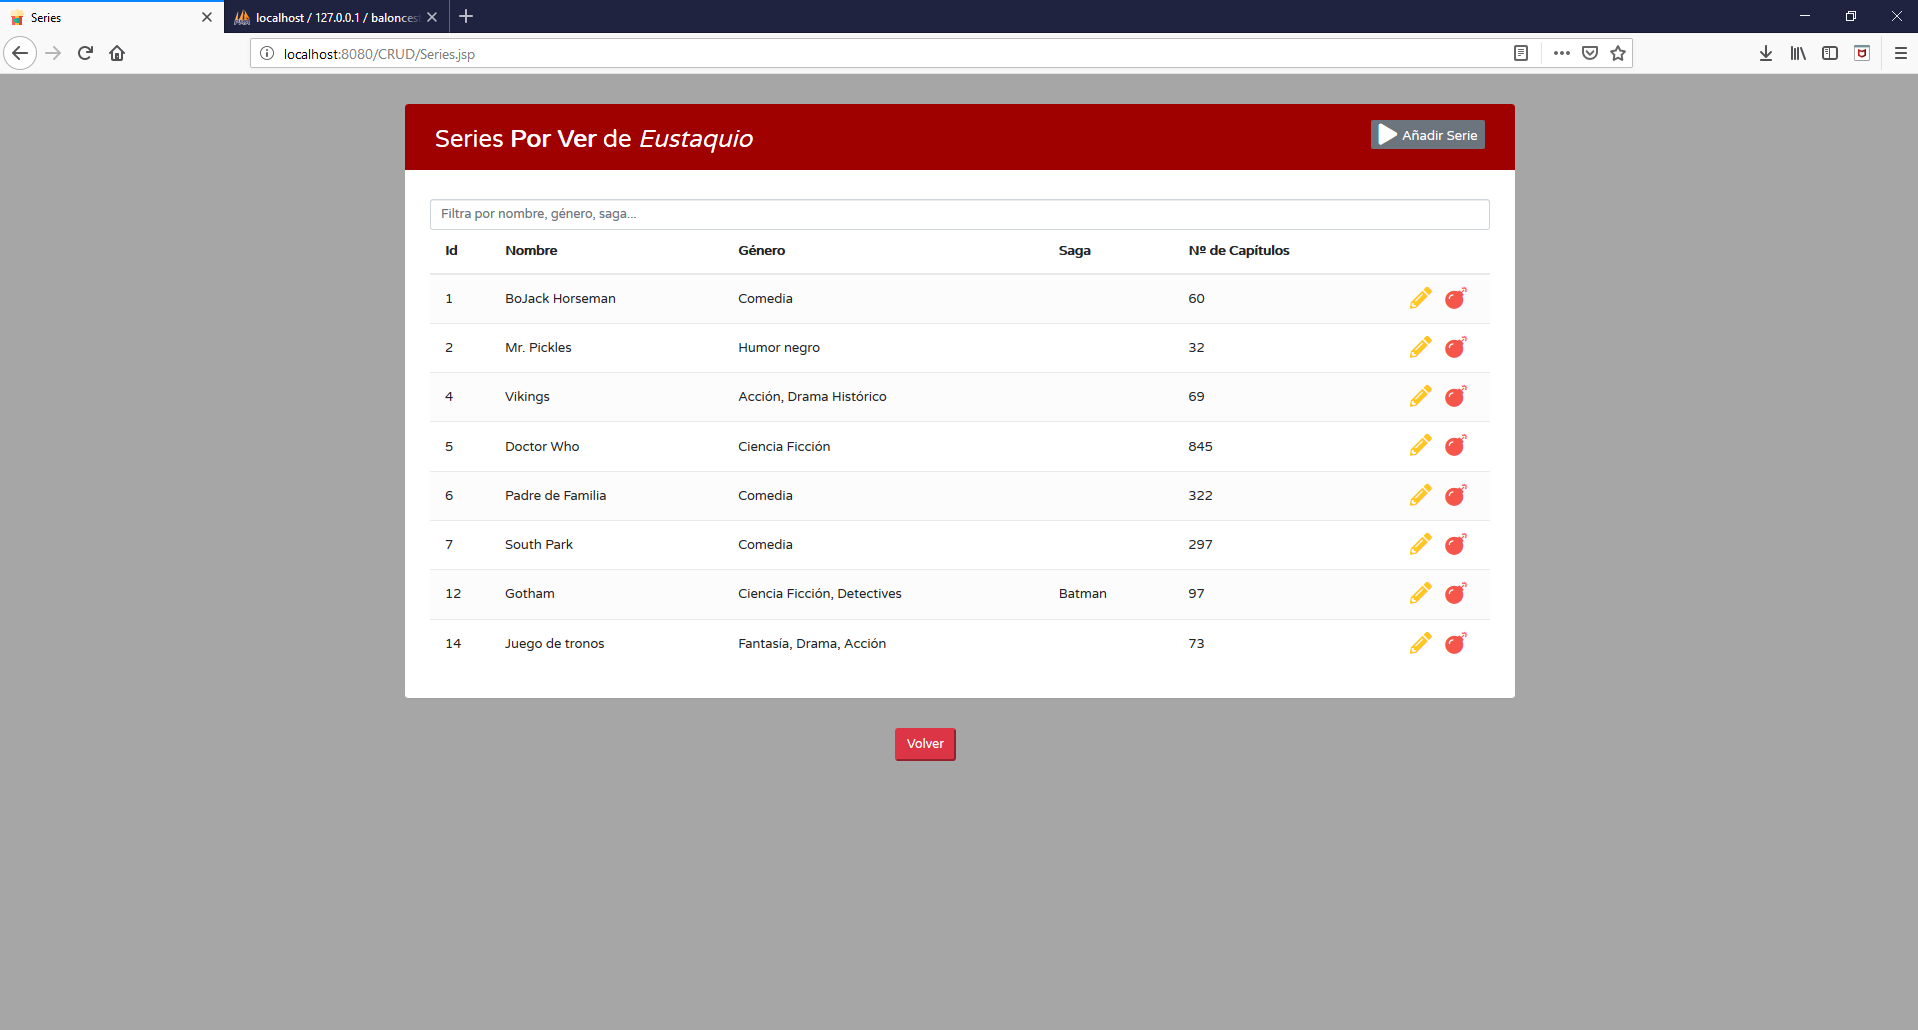 Series
localhost / 127.0.0.1 / baloncest
localhost:8080/CRUD/Series.jsp
Series Por Ver de Eustaquio
Añadir Serie
Filtra por nombre, género, saga...
Id Nombre Género Saga Nº de Capítulos
1 BoJack Horseman Comedia 60
2 Mr. Pickles Humor negro 32
4 Vikings Acción, Drama Histórico 69
5 Doctor Who Ciencia Ficción 845
6 Padre de Familia Comedia 322
7 South Park Comedia 297
12 Gotham Ciencia Ficción, Detectives Batman 97
14 Juego de tronos Fantasía, Drama, Acción 73
Volver